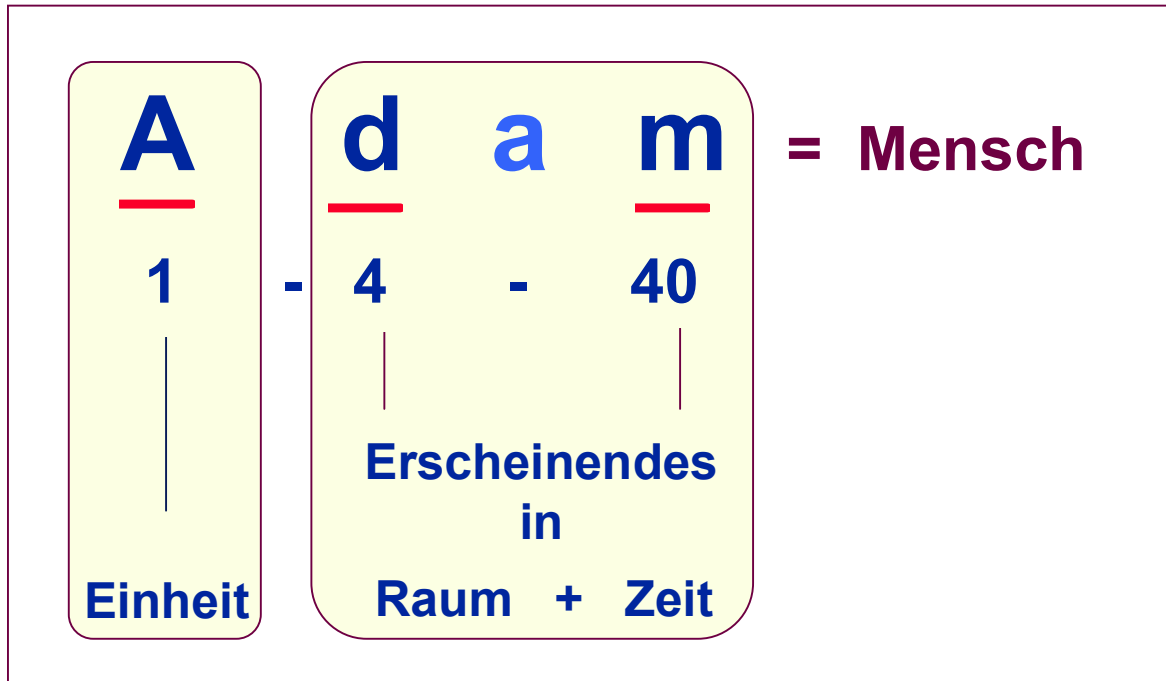 A d a m = Mensch
1 - 4 - 40
Erscheinendes
in
Einheit Raum + Zeit